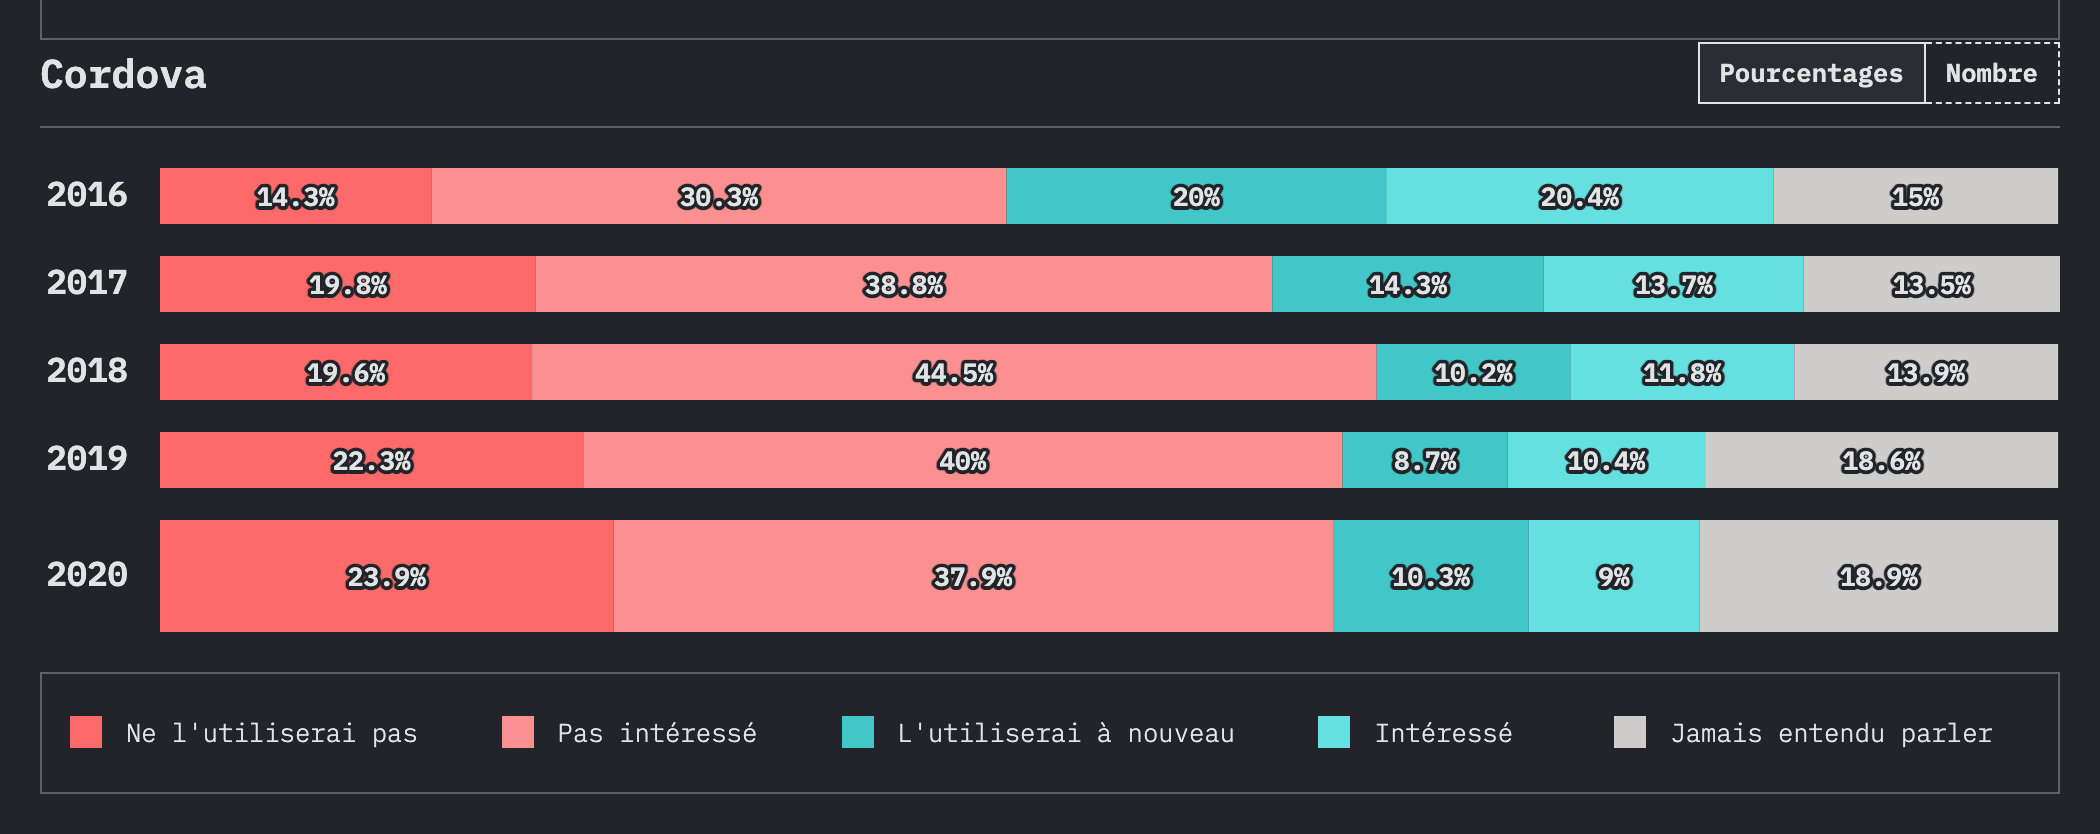 Cordova
Pourcentages Nombre
2016 14.3% 30.3% 20% 20.4% 15%
2017 19.8% 38.8% 14.3% 13.7% 13.5%
2018 19.6% 44.5% 10.2% 11.8% 13.9%
2019 22.3% 40% 8.7% 10.4% 18.6%
2020 23.9% 37.9% 10.3% 9% 18.9%
Ne l'utiliserai pas Pas intéressé L'utiliserai à nouveau Intéressé Jamais entendu parler